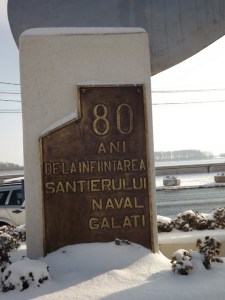 80
ANI
DE LA INFIINTAREA
SANTIERULUI
NAVAL
GALATI